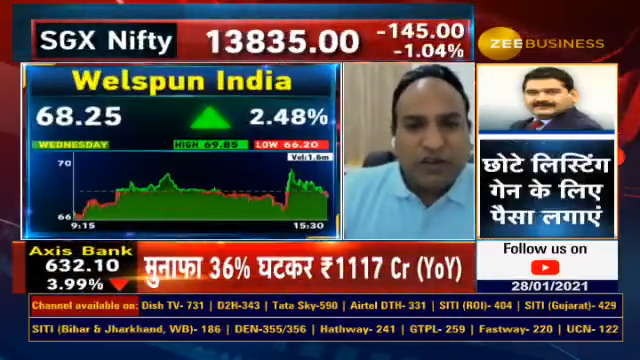 SGX Nifty 13835.00 -145.00 -1.04%
ZEE BUSINESS
Welspun India
68.25 2.48%
WEDNESDAY HIGH 69.85 LOW 66.20
Vol:1.6m
70
66
9:15 15:30
छोटे लिस्टिंग
गेन के लिए
पैसा लगाएं
Axis Bank
632.10
3.99%
मुनाफा 36% घटकर ₹1117 Cr (YoY)
Follow us on
28/01/2021
Channel available on: Dish TV- 731 | D2H-343 | Tata Sky-590 | Airtel DTH- 331 | SITI (ROI)- 404 | SITI (Gujarat)- 429
SITI (Bihar & Jharkhand, WB)- 186 | DEN-355/356 | Hathway- 241 | GTPL- 259 | Fastway- 220 | UCN- 122